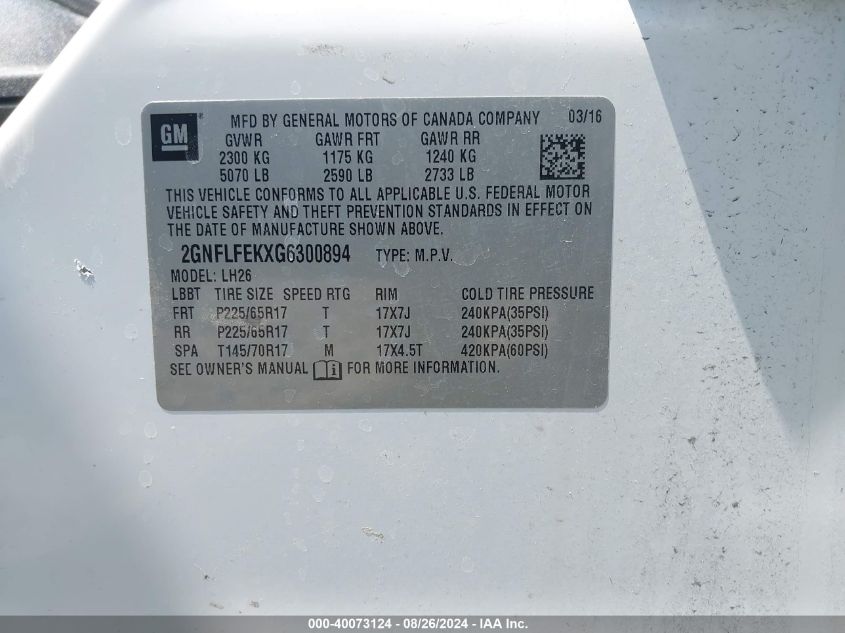 GM
MFD BY GENERAL MOTORS OF CANADA COMPANY 03/16
GVWR GAWR FRT GAWR RR
2300 KG 1175 KG 1240 KG
5070 LB 2590 LB 2733 LB
THIS VEHICLE CONFORMS TO ALL APPLICABLE U.S. FEDERAL MOTOR
VEHICLE SAFETY AND THEFT PREVENTION STANDARDS IN EFFECT ON
THE DATE OF MANUFACTURE SHOWN ABOVE.
2GNFLFEKXG6300894 TYPE: M.P.V.
MODEL: LH26
LBBT TIRE SIZE SPEED RTG RIM COLD TIRE PRESSURE
FRT P225/65R17 T 17X7J 240KPA(35PSI)
RR P225/65R17 T 17X7J 240KPA(35PSI)
SPA T145/70R17 M 17X4.5T 420KPA(60PSI)
SEE OWNER'S MANUAL FOR MORE INFORMATION.
000-40073124 - 08/26/2024 - IAA Inc.